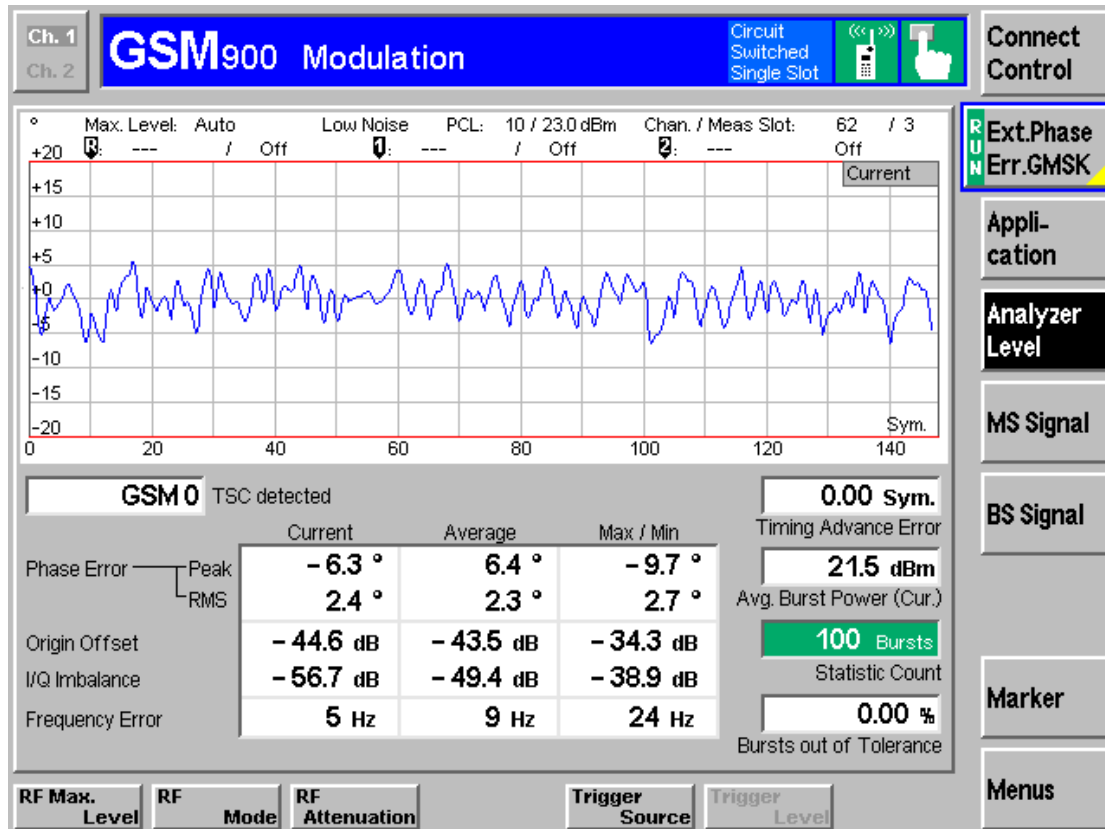 Ch. 1
Ch. 2
GSM900 Modulation
Circuit
Switched
Single Slot
Connect
Control
° Max. Level: Auto Low Noise PCL: 10 / 23.0 dBm Chan. / Meas Slot: 62 / 3
R: --- / Off 1: --- / Off 2: --- Off
Current
+20
+15
+10
+5
+0
-5
-10
-15
-20
Sym.
0 20 40 60 80 100 120 140
RUN
Ext.Phase
Err.GMSK
Appli-
cation
Analyzer
Level
MS Signal
BS Signal
Marker
Menus
GSM 0 TSC detected
Current Average Max / Min
Phase Error Peak -6.3 ° 6.4 ° -9.7 °
RMS 2.4 ° 2.3 ° 2.7 °
Origin Offset -44.6 dB -43.5 dB -34.3 dB
I/Q Imbalance -56.7 dB -49.4 dB -38.9 dB
Frequency Error 5 Hz 9 Hz 24 Hz
0.00 Sym.
Timing Advance Error
21.5 dBm
Avg. Burst Power (Cur.)
100 Bursts
Statistic Count
0.00 %
Bursts out of Tolerance
RF Max.
Level
RF
Mode
RF
Attenuation
Trigger
Source
Trigger
Level